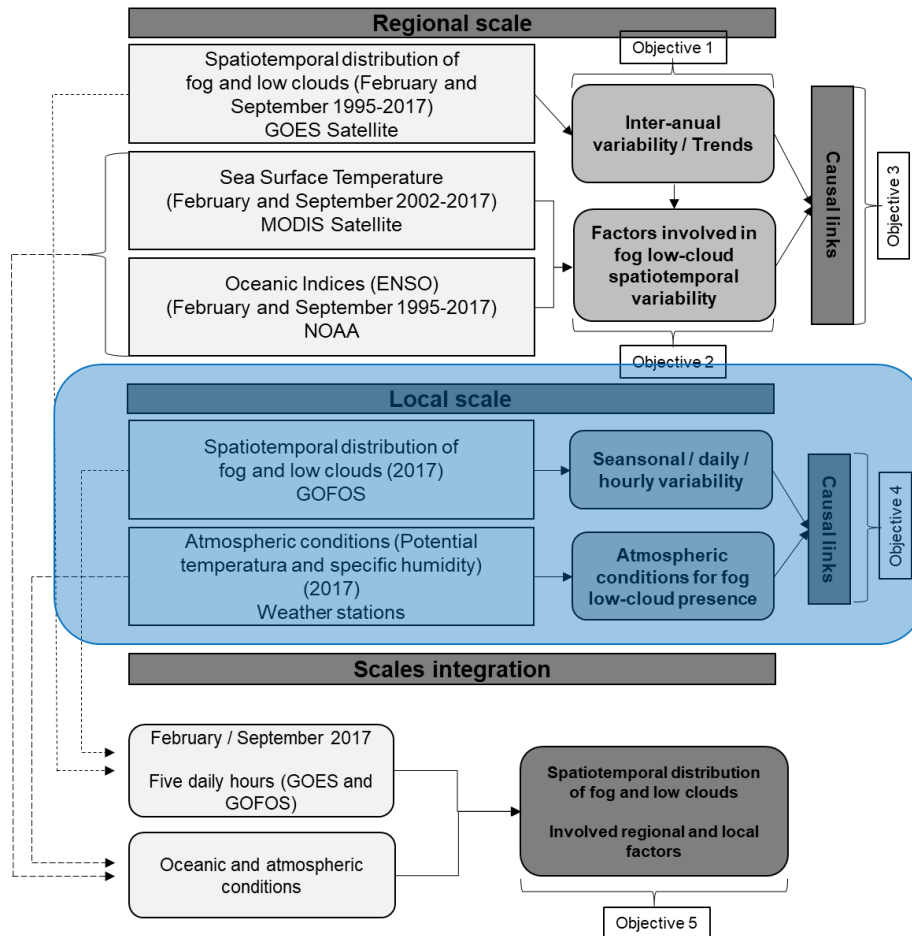 Regional scale
Objective 1
Spatiotemporal distribution of
fog and low clouds (February and
September 1995-2017)
GOES Satellite
Inter-anual
variability / Trends
Sea Surface Temperature
(February and September 2002-2017)
MODIS Satellite
Factors involved in
fog low-cloud
spatiotemporal
variability
Oceanic Indices (ENSO)
(February and September 1995-2017)
NOAA
Causal links
Objective 3
Objective 2
Local scale
Spatiotemporal distribution of
fog and low clouds (2017)
GOFOS
Seansonal / daily /
hourly variability
Atmospheric conditions (Potential
temperatura and specific humidity)
(2017)
Weather stations
Atmospheric
conditions for fog
low-cloud presence
Causal links
Objective 4
Scales integration
February / September 2017
Five daily hours (GOES and
GOFOS)
Oceanic and atmospheric
conditions
Spatiotemporal distribution
of fog and low clouds
Involved regional and local
factors
Objective 5